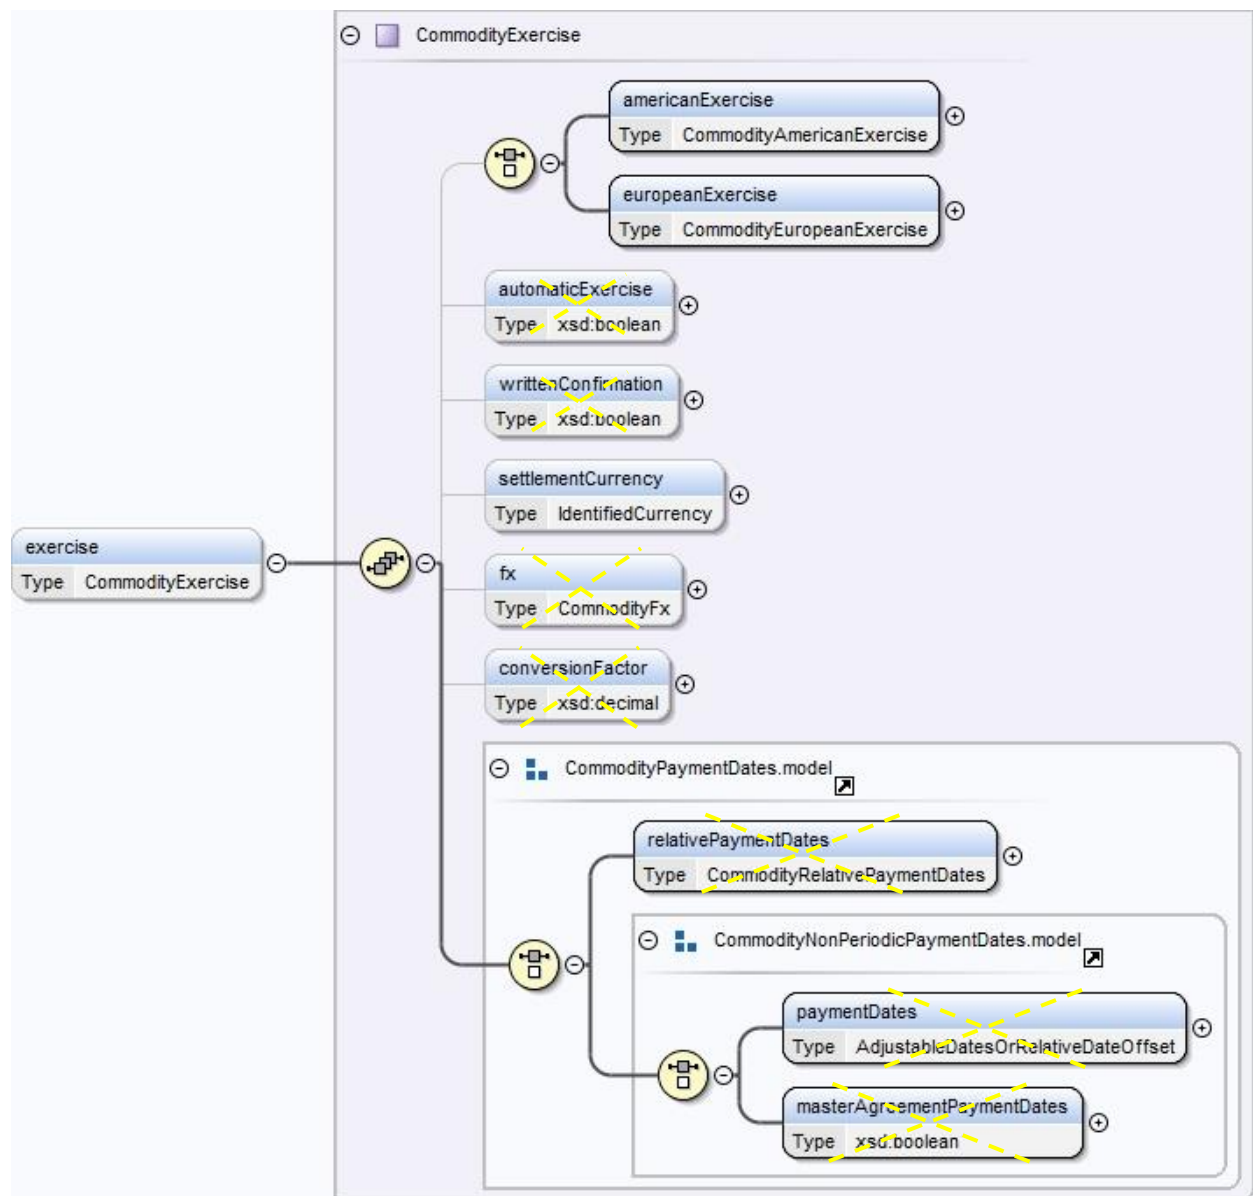 CommodityExercise
americanExercise
Type CommodityAmericanExercise
europeanExercise
Type CommodityEuropeanExercise
automaticExercise
Type xsd:boolean
writtenConfirmation
Type xsd:boolean
settlementCurrency
Type IdentifiedCurrency
exercise
Type CommodityExercise
fx
Type CommodityFx
conversionFactor
Type xsd:decimal
CommodityPaymentDates.model
relativePaymentDates
Type CommodityRelativePaymentDates
CommodityNonPeriodicPaymentDates.model
paymentDates
Type AdjustableDatesOrRelativeDateOffset
masterAgreementPaymentDates
Type xsd:boolean